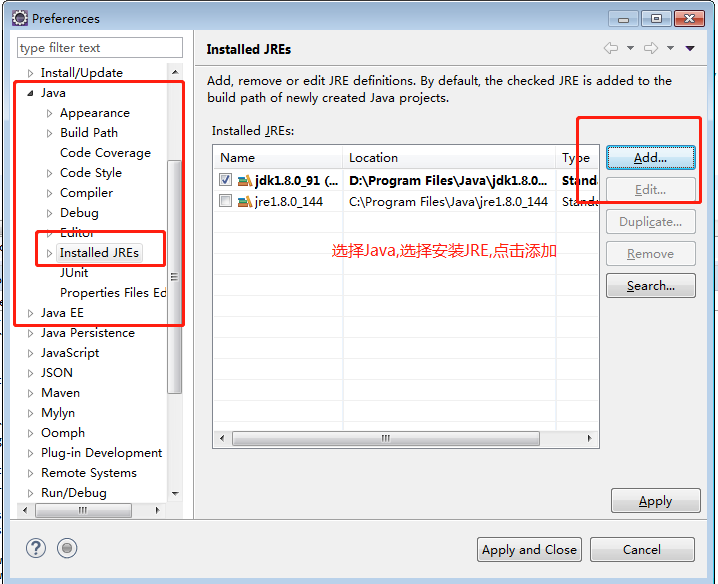 Preferences
type filter text
Installed JREs
Install/Update
Java
Appearance
Build Path
Code Coverage
Code Style
Compiler
Debug
Editor
Installed JREs
JUnit
Properties Files Ed
Java EE
Java Persistence
JavaScript
JSON
Maven
Mylyn
Oomph
Plug-in Development
Remote Systems
Run/Debug
Add, remove or edit JRE definitions. By default, the checked JRE is added to the
build path of newly created Java projects.
Installed JREs:
Name Location Type
jdk1.8.0_91 (... D:\Program Files\Java\jdk1.8.0... Stand
jre1.8.0_144 C:\Program Files\Java\jre1.8.0_144 Standa
选择Java,选择安装JRE,点击添加
Add...
Edit...
Duplicate...
Remove
Search...
Apply
Apply and Close
Cancel